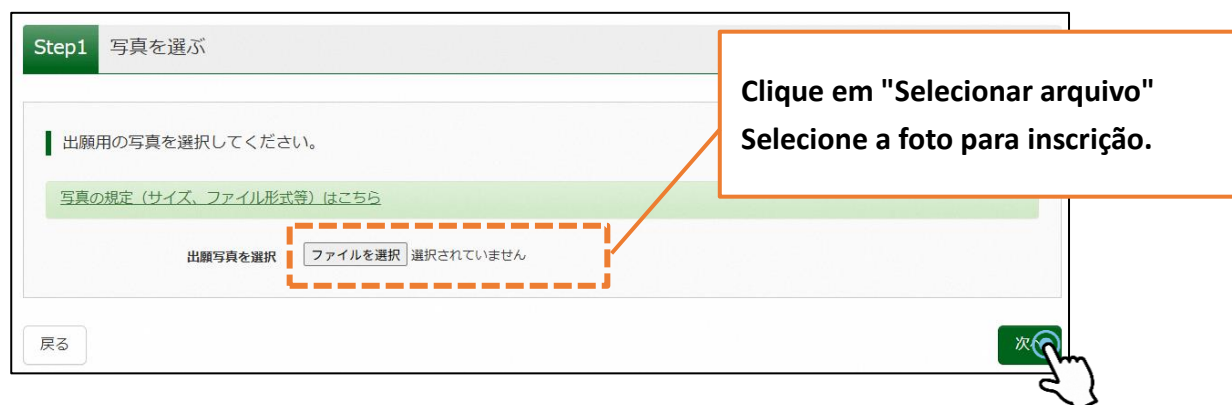 Step1 写真を選ぶ
Clique em "Selecionar arquivo"
Selecione a foto para inscrição.
出願用の写真を選択してください。
写真の規定（サイズ、ファイル形式等）はこちら
出願写真を選択 ファイルを選択 選択されていません
戻る
次